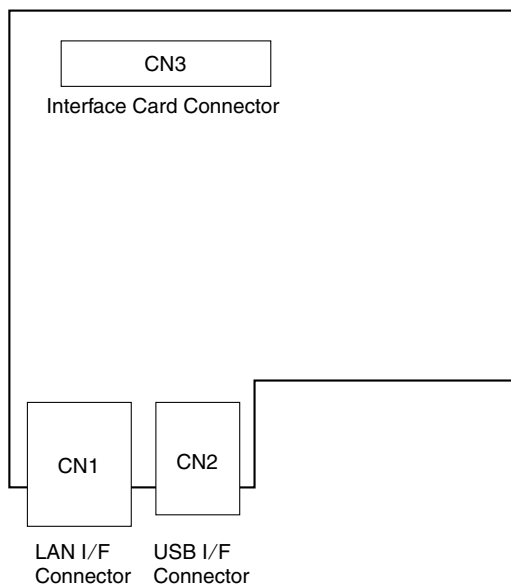 CN3
Interface Card Connector
CN1
CN2
LAN I/F
Connector
USB I/F
Connector